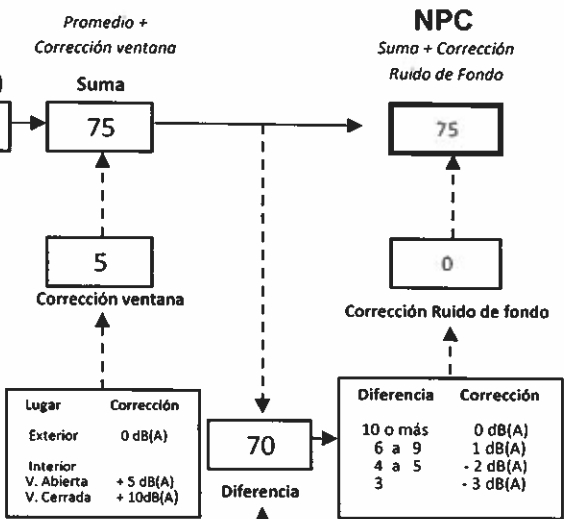 Promedio +
Corrección ventana
Suma
75
5
Corrección ventana
Lugar Corrección
Exterior 0 dB(A)
Interior
V. Abierta + 5 dB(A)
V. Cerrada + 10dB(A)
70
Diferencia
NPC
Suma + Corrección
Ruido de Fondo
75
0
Corrección Ruido de fondo
Diferencia Corrección
10 o más 0 dB(A)
6 a 9 1 dB(A)
4 a 5 - 2 dB(A)
3 - 3 dB(A)